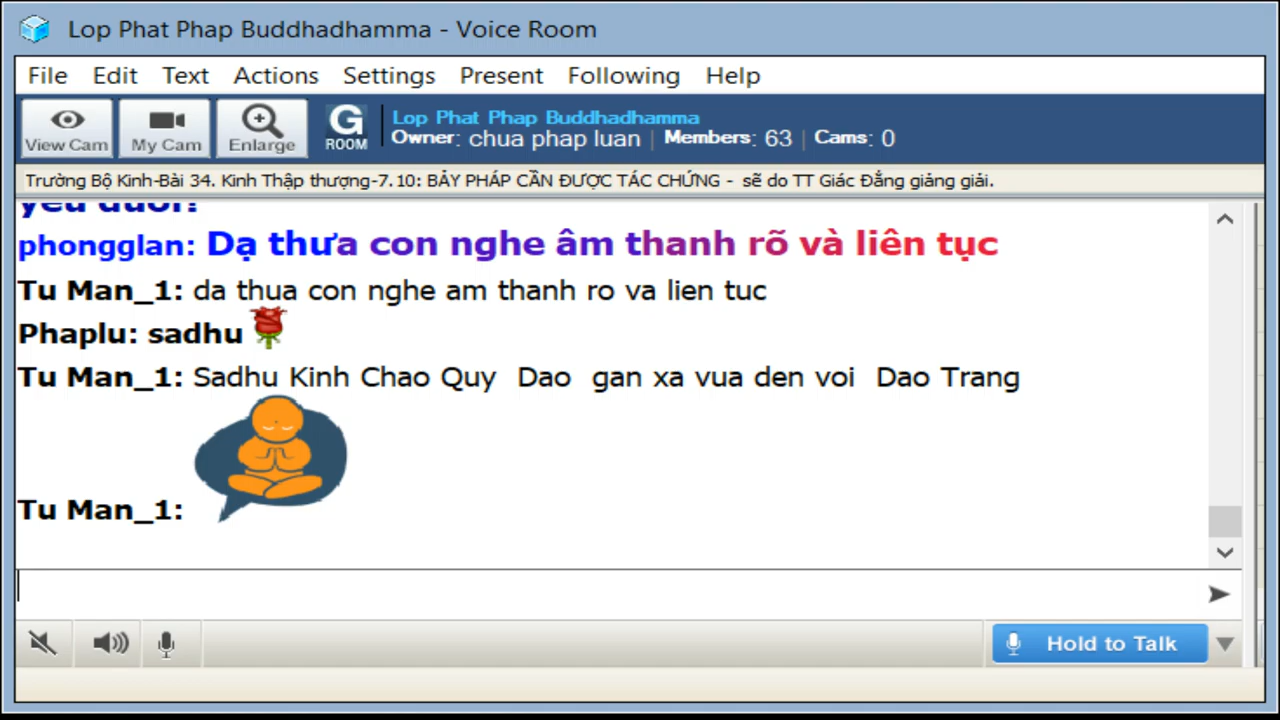 Lop Phat Phap Buddhadhamma - Voice Room
File Edit Text Actions Settings Present Following Help
View Cam My Cam Enlarge G ROOM
Lop Phat Phap Buddhadhamma
Owner: chua phap luan | Members: 63 | Cams: 0
Trường Bộ Kinh-Bài 34. Kinh Thập thượng-7.10: BẢY PHÁP CẦN ĐƯỢC TÁC CHỨNG - sẽ do TT Giác Đẳng giảng giải.
phongglan: Dạ thưa con nghe âm thanh rõ và liên tục
Tu Man_1: da thua con nghe am thanh ro va lien tuc
Phaplu: sadhu
Tu Man_1: Sadhu Kinh Chao Quy Dao gan xa vua den voi Dao Trang
Tu Man_1:
Hold to Talk